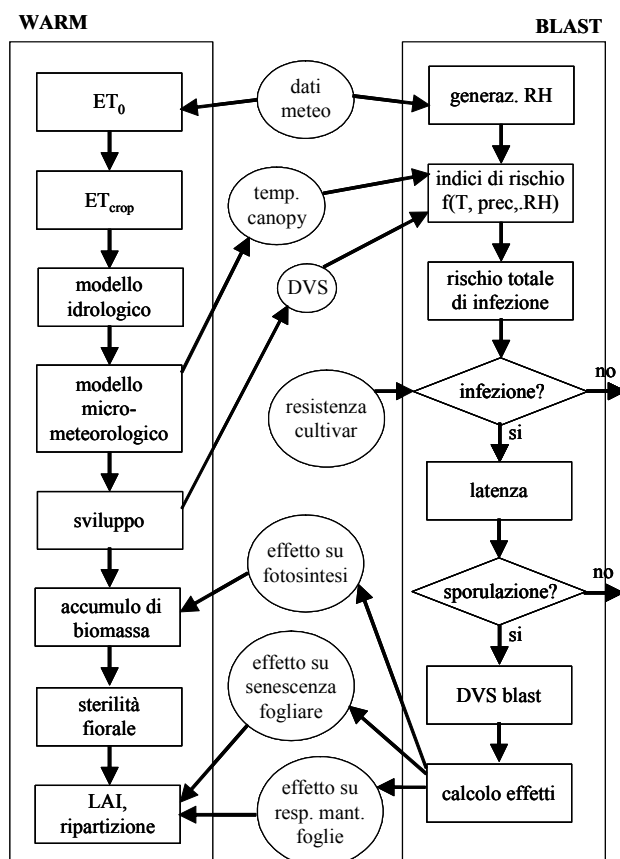 WARM
BLAST
ET0
dati
meteo
generaz. RH
ETcrop
temp.
canopy
indici di rischio
f(T, prec,.RH)
modello
idrologico
DVS
rischio totale
di infezione
modello
micro-
meteorologico
resistenza
cultivar
infezione?
no
si
latenza
sviluppo
effetto su
fotosintesi
sporulazione?
no
si
accumulo di
biomassa
effetto su
senescenza
fogliare
DVS blast
sterilità
fiorale
LAI,
ripartizione
effetto su
resp. mant.
foglie
calcolo effetti